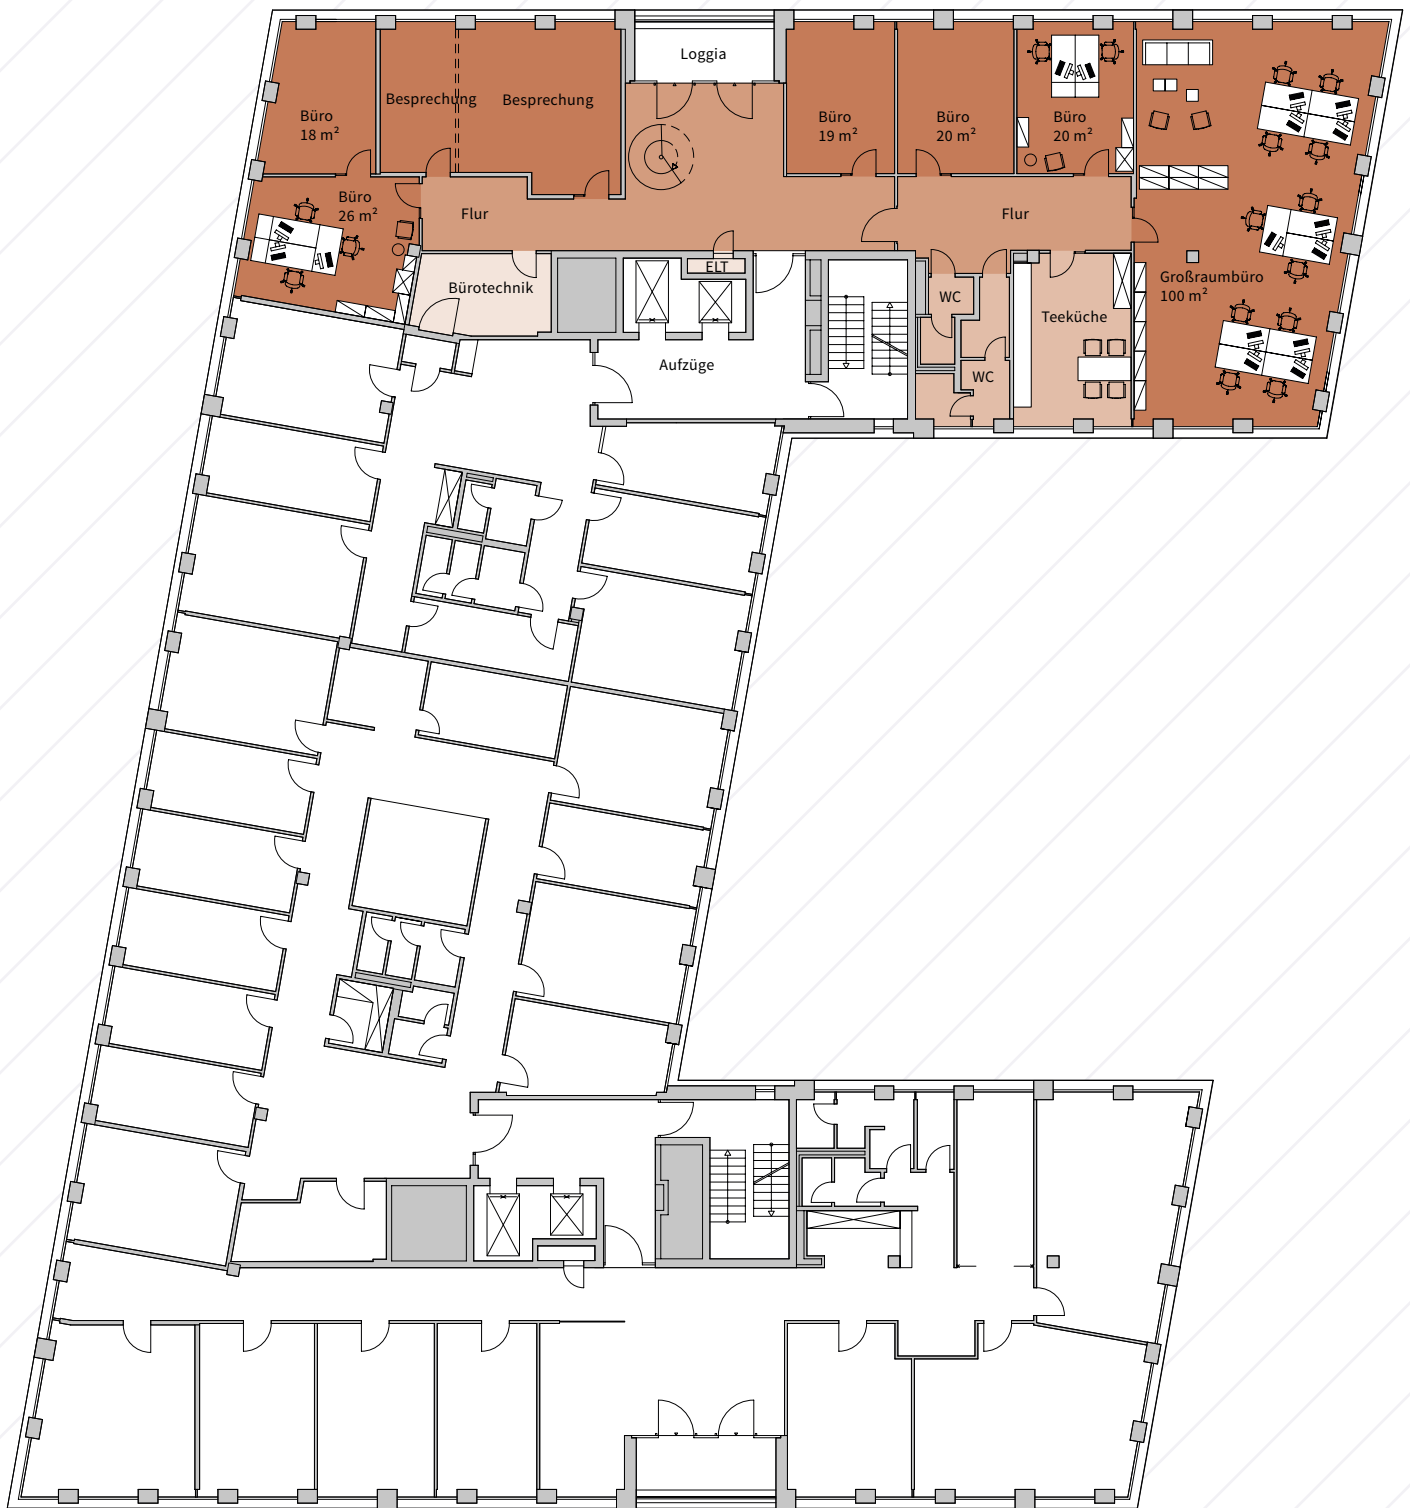 Loggia
Besprechung
Besprechung
Büro
18 m²
Büro
19 m²
Büro
20 m²
Büro
20 m²
Büro
26 m²
Flur
Flur
ELT
Bürotechnik
Großraumbüro
100 m²
WC
Teeküche
Aufzüge
WC